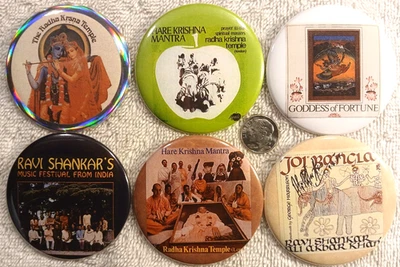 The Radha Krsna Temple
HARE KRISHNA
MANTRA
radha krishna
temple
GODDESS of FORTUNE
RAVI SHANKAR'S
MUSIC FESTIVAL FROM INDIA
Hare Krishna Mantra
Radha Krishna Temple
JOI BANGLA
RAVI SHANKAR